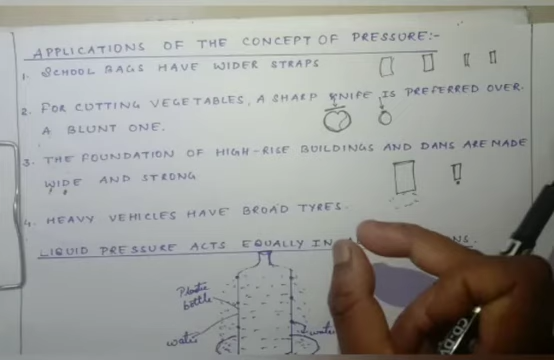 APPLICATIONS OF THE CONCEPT OF PRESSURE:-
1. SCHOOL BAGS HAVE WIDER STRAPS
2. FOR CUTTING VEGETABLES, A SHARP KNIFE IS PREFERRED OVER
A BLUNT ONE.
3. THE FOUNDATION OF HIGH-RISE BUILDINGS AND DAMS ARE MADE
WIDE AND STRONG
4. HEAVY VEHICLES HAVE BROAD TYRES.
LIQUID PRESSURE ACTS EQUALLY IN
Plastic
bottle
water
water